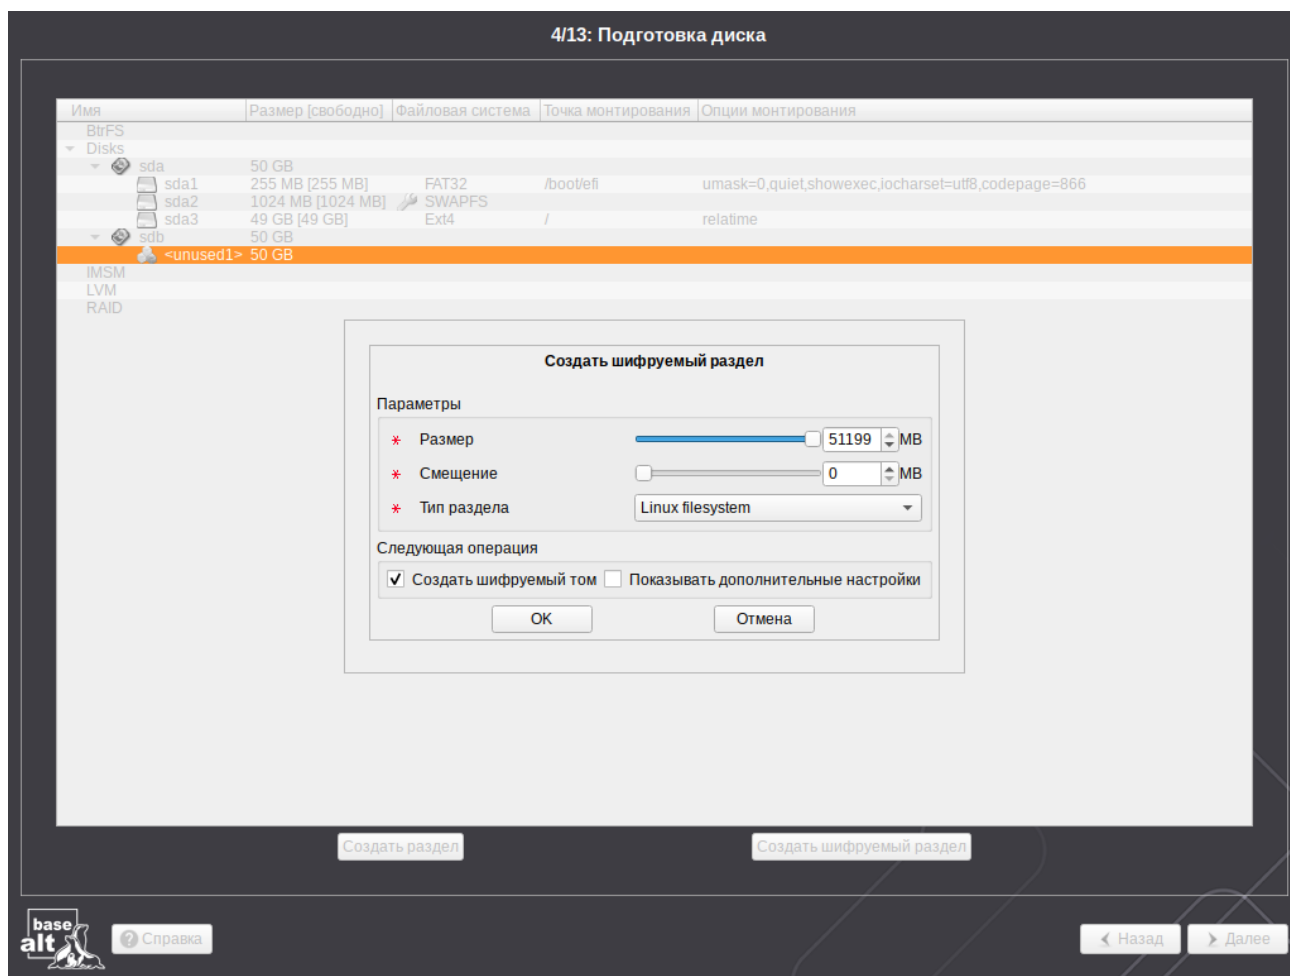 4/13: Подготовка диска
Имя Размер [свободно] Файловая система Точка монтирования Опции монтирования
BtrFS
Disks
sda 50 GB
sda1 255 MB [255 MB] FAT32 /boot/efi umask=0,quiet,showexec,iocharset=utf8,codepage=866
sda2 1024 MB [1024 MB] SWAPFS
sda3 49 GB [49 GB] Ext4 / relatime
sdb 50 GB
<unused1> 50 GB
IMSM
LVM
RAID
Создать шифруемый раздел
Параметры
* Размер 51199 MB
* Смещение 0 MB
* Тип раздела Linux filesystem
Следующая операция
Создать шифруемый том Показывать дополнительные настройки
OK Отмена
Создать раздел Создать шифруемый раздел
base
alt
Справка Назад Далее